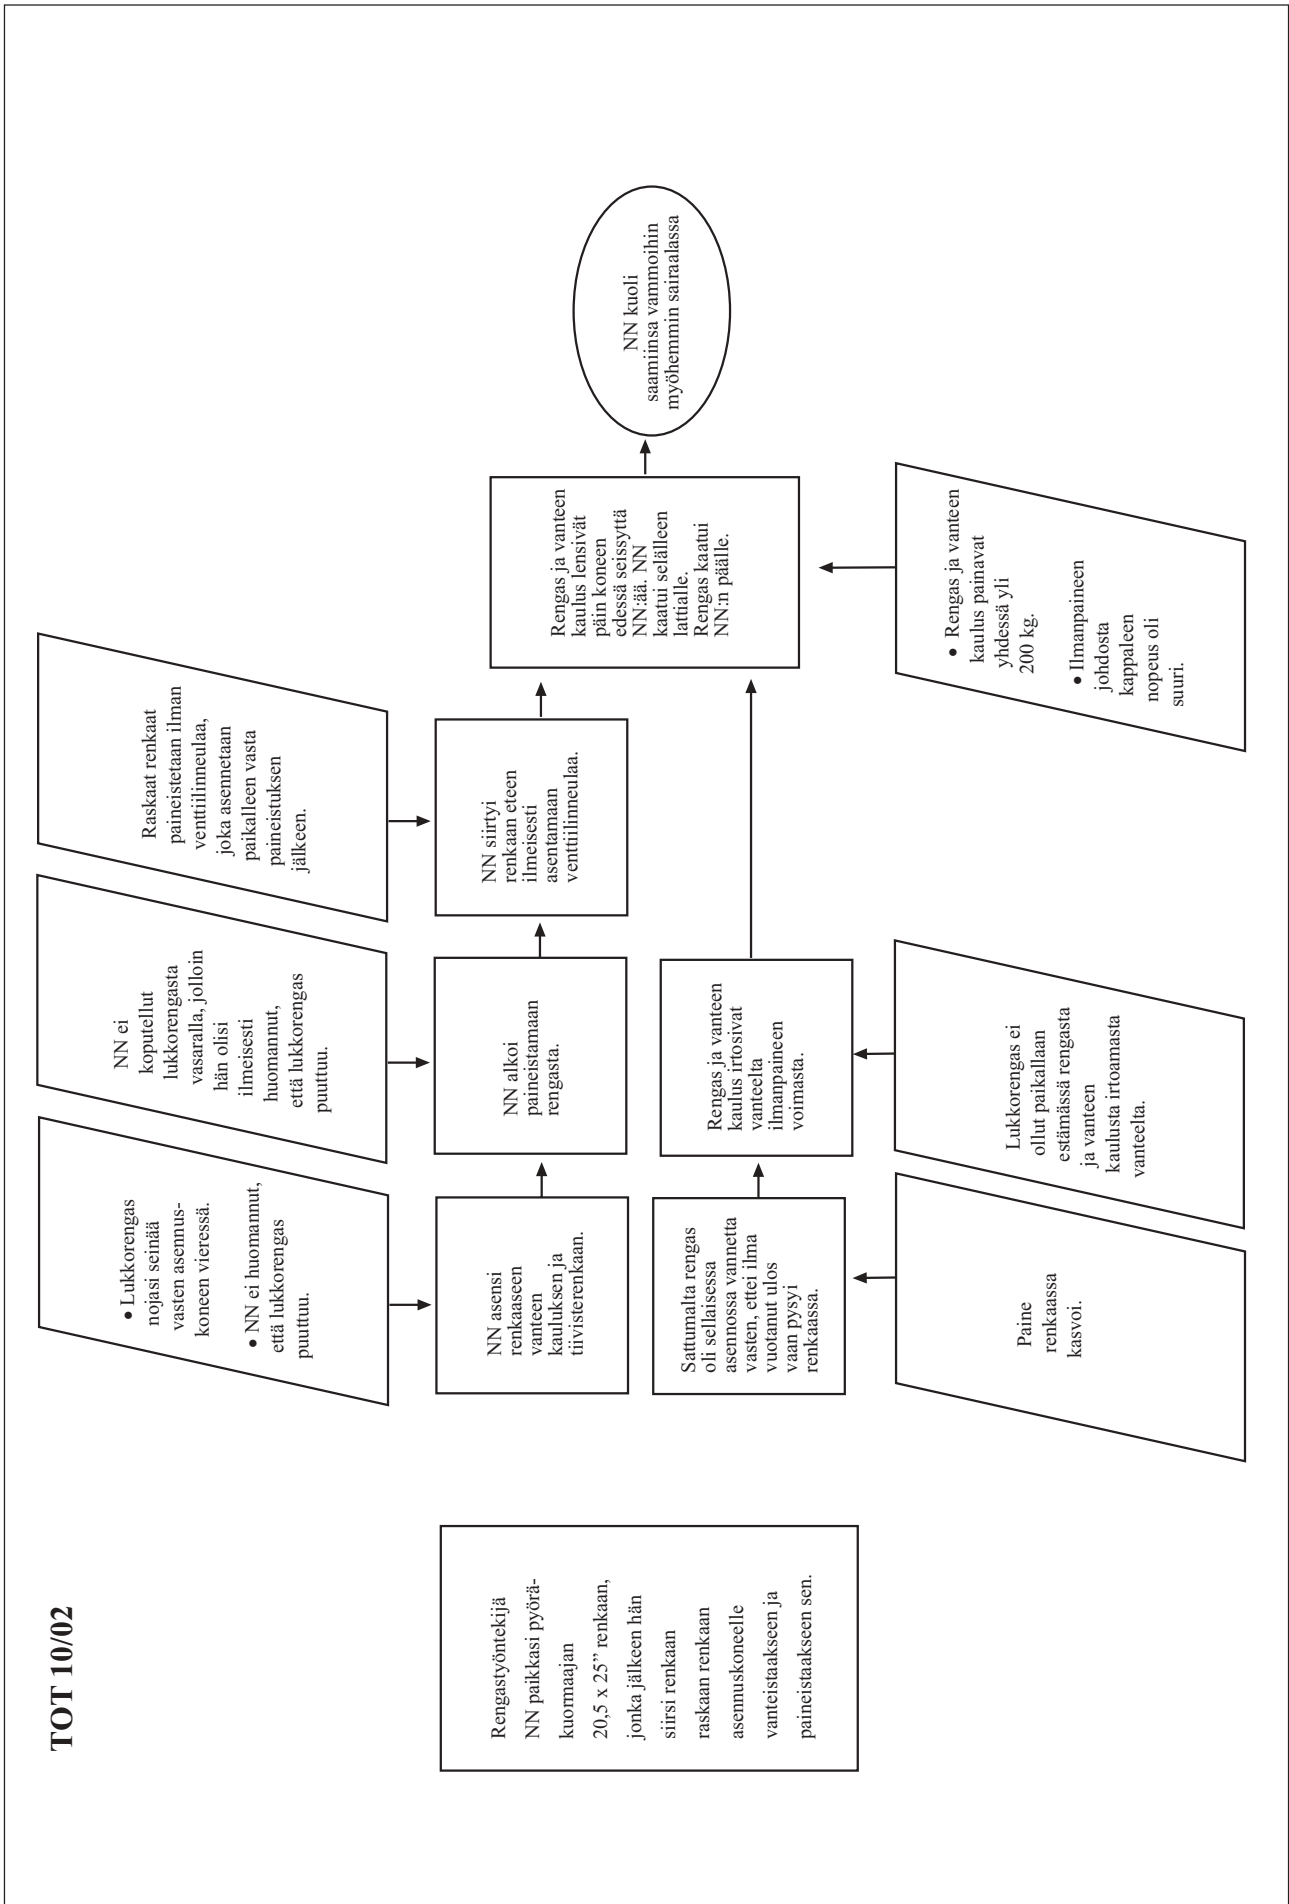 TOT 10/02
Rengastyöntekijä
NN paikkasi pyörä-
kuormaajan
20,5 x 25” renkaan,
jonka jälkeen hän
siirsi renkaan
raskaan renkaan
asennuskoneelle
vanteistaakseen ja
paineistaakseen sen.
• Lukkorengas
nojasi seinää
vasten asennus-
koneen vieressä.
• NN ei huomannut,
että lukkorengas
puuttuu.
NN ei
koputellut
lukkorengasta
vasaralla, jolloin
hän olisi
ilmeisesti
huomannut,
että lukkorengas
puuttuu.
Raskaat renkaat
paineistetaan ilman
venttiilinneulaa,
joka asennetaan
paikalleen vasta
paineistuksen
jälkeen.
NN asensi
renkaaseen
vanteen
kauluksen ja
tiivisterenkaan.
NN alkoi
paineistamaan
rengasta.
NN siirtyi
renkaan eteen
ilmeisesti
asentamaan
venttiilinneulaa.
Rengas ja vanteen
kaulus lensivät
päin koneen
edessä seissyttä
NN:ää. NN
kaatui selälleen
lattialle.
Rengas kaatui
NN:n päälle.
NN kuoli
saamiinsa vammoihin
myöhemmin sairaalassa
Sattumalta rengas
oli sellaisessa
asennossa vannetta
vasten, ettei ilma
vuotanut ulos
vaan pysyi
renkaassa.
Rengas ja vanteen
kaulus irtosivat
vanteelta
ilmanpaineen
voimasta.
Paine
renkaassa
kasvoi.
Lukkorengas ei
ollut paikallaan
estämässä rengasta
ja vanteen
kaulusta irtoamasta
vanteelta.
• Rengas ja vanteen
kaulus painavat
yhdessä yli
200 kg.
• Ilmanpaineen
johdosta
kappaleen
nopeus oli
suuri.